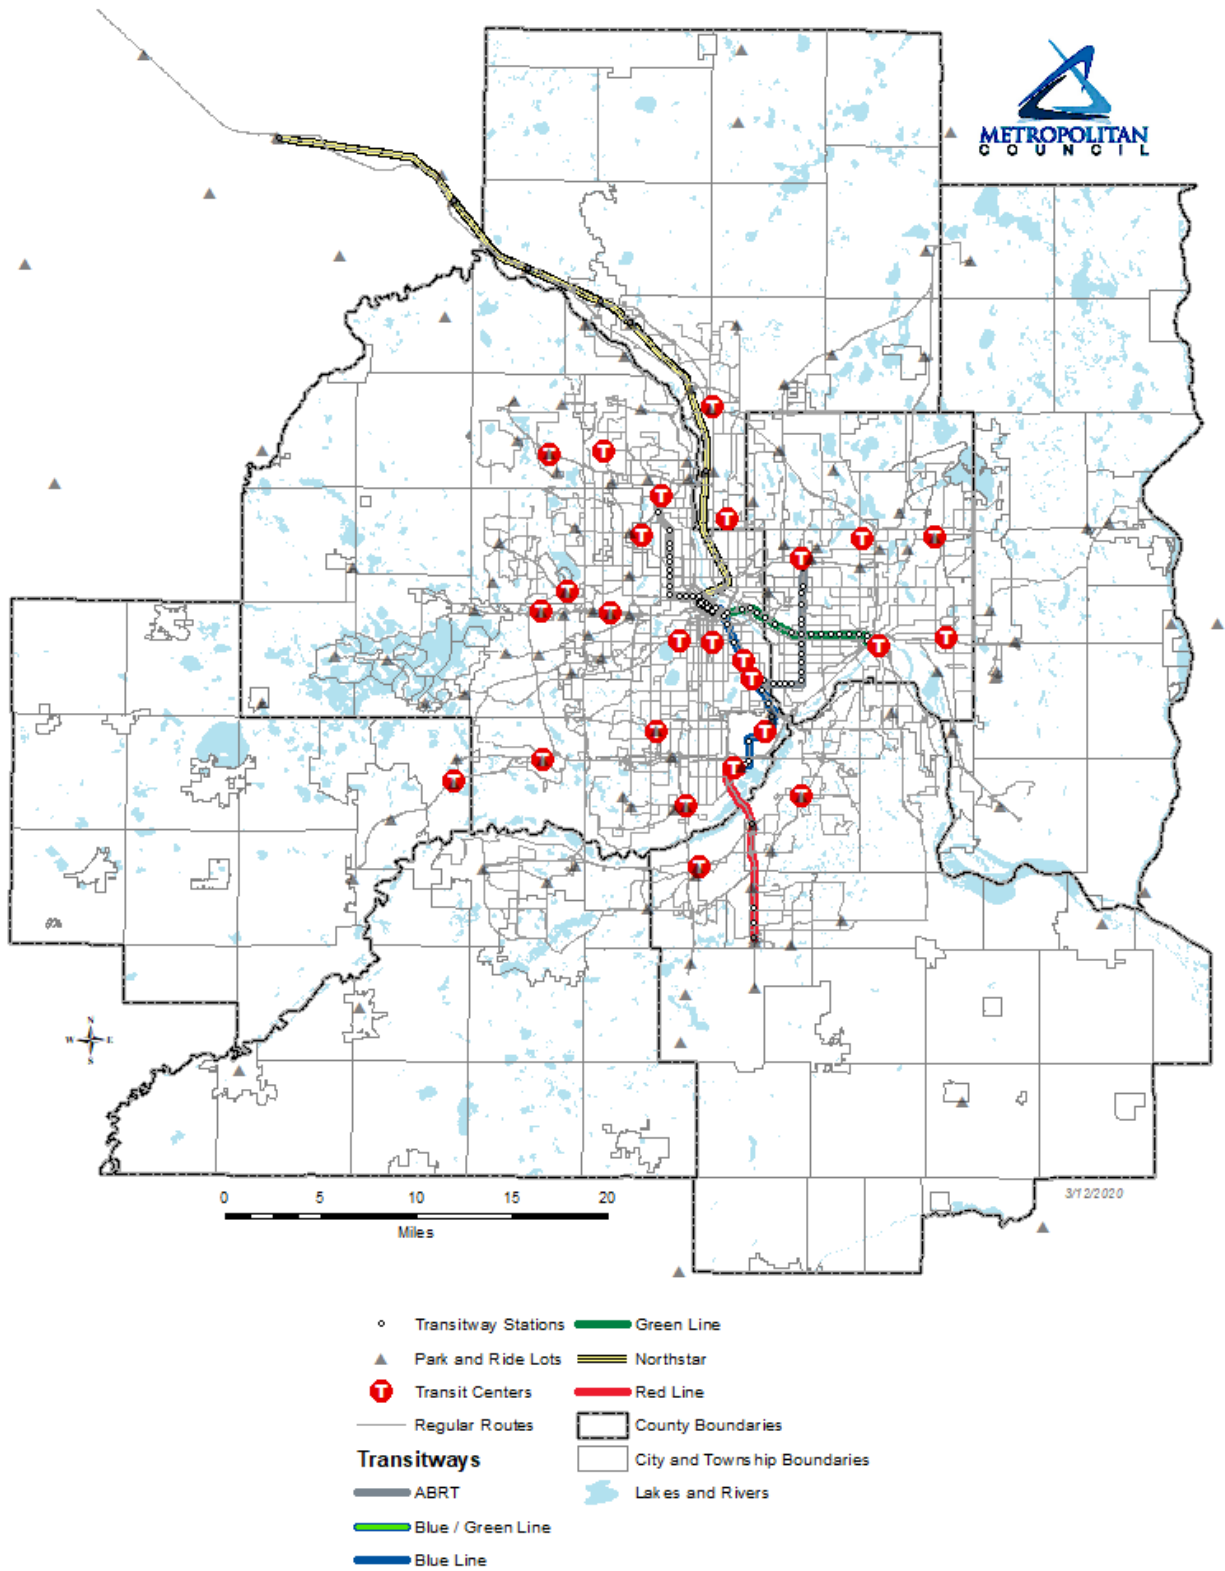 METROPOLITAN
COUNCIL
N
W E
S
0 5 10 15 20
Miles
3/12/2020
Transitway Stations
Green Line
Park and Ride Lots
Northstar
Transit Centers
Red Line
Regular Routes
County Boundaries
Transitways
City and Township Boundaries
ABRT
Lakes and Rivers
Blue / Green Line
Blue Line